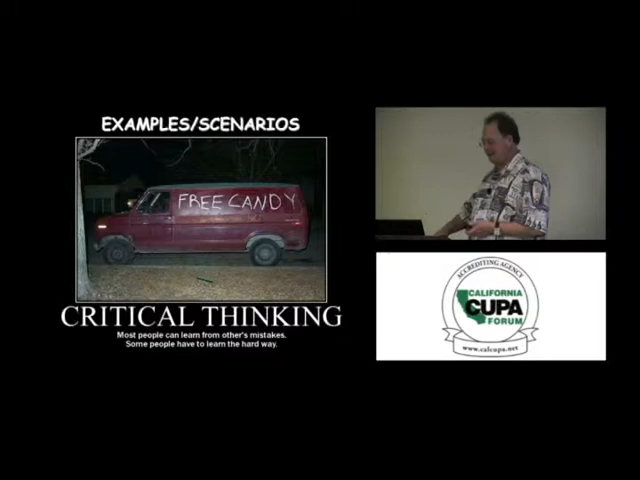 EXAMPLES/SCENARIOS
FREE CANDY
CRITICAL THINKING
Most people can learn from other's mistakes.
Some people have to learn the hard way.
ACCREDITING AGENCY
CALIFORNIA
CUPA
FORUM
www.calcupa.net